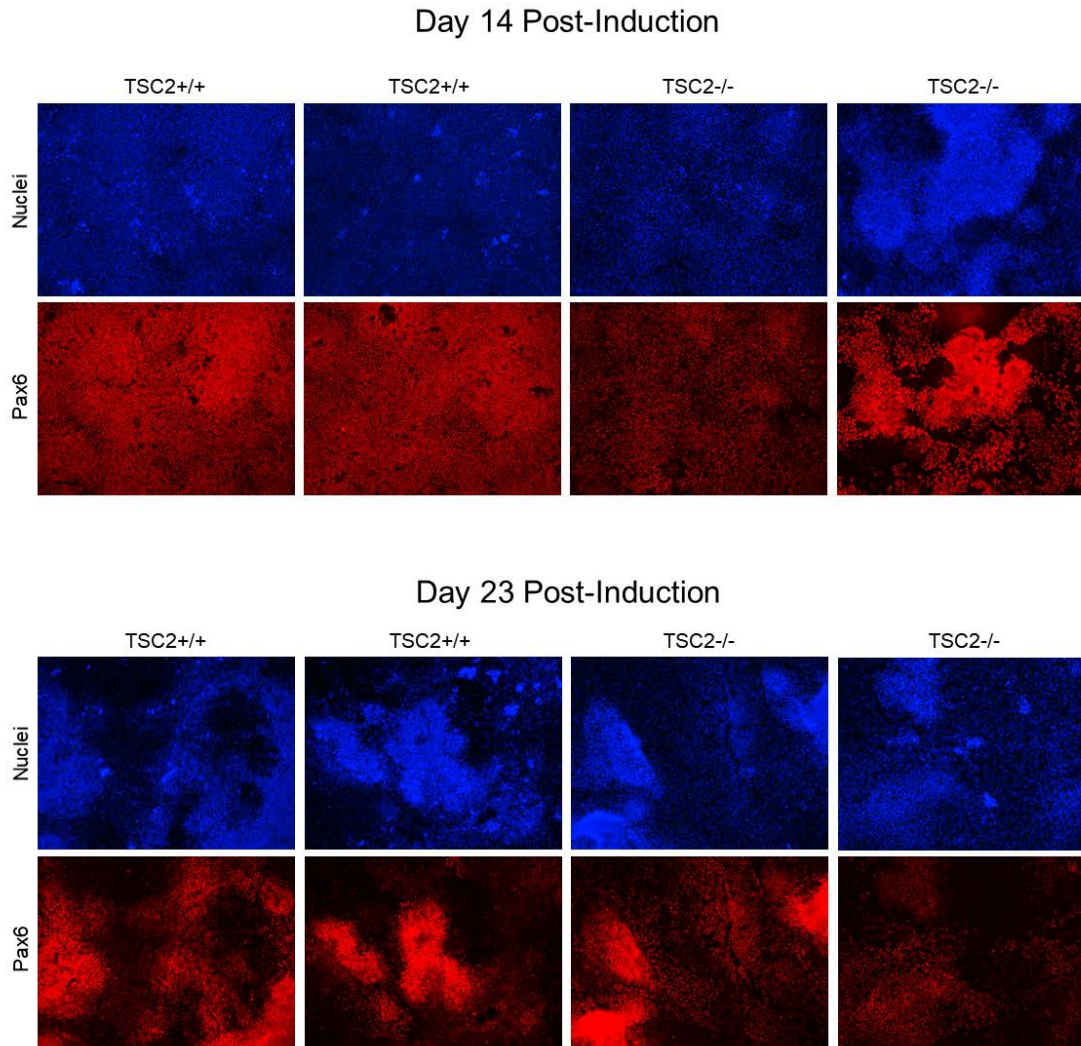 Day 14 Post-Induction
TSC2+/+ TSC2+/+ TSC2-/- TSC2-/-
Nuclei
Pax6
Day 23 Post-Induction
TSC2+/+ TSC2+/+ TSC2-/- TSC2-/-
Nuclei
Pax6